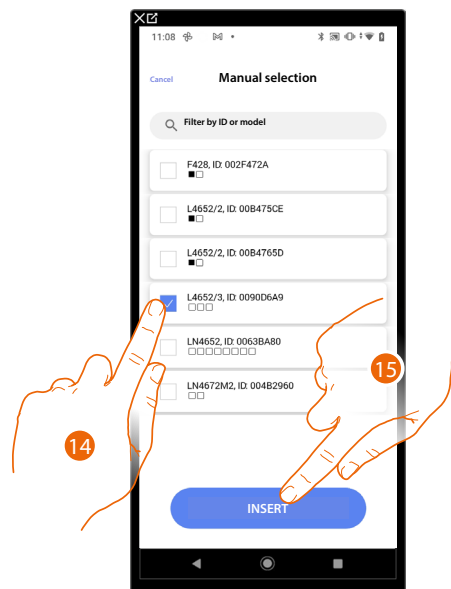 11:08
Cancel
Manual selection
Filter by ID or model
F428, ID: 002F472A
L4652/2, ID: 00B475CE
L4652/2, ID: 00B4765D
L4652/3, ID: 0090D6A9
LN4652, ID: 0063BA80
LN4672M2, ID: 004B2960
14
15
INSERT